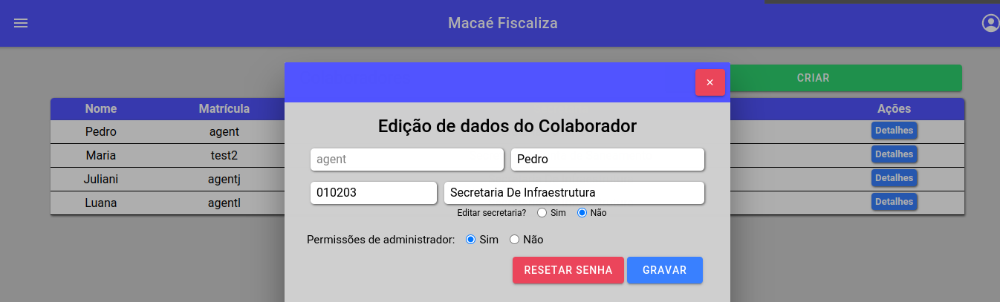 Macaé Fiscaliza
CRIAR
×
Nome Matrícula Ações
Edição de dados do Colaborador
Pedro agent Detalhes
Maria test2 Detalhes
Juliani agentj Detalhes
Luana agentl Detalhes
agent Pedro
010203 Secretaria De Infraestrutura
Editar secretaria? Sim Não
Permissões de administrador: Sim Não
RESETAR SENHA GRAVAR